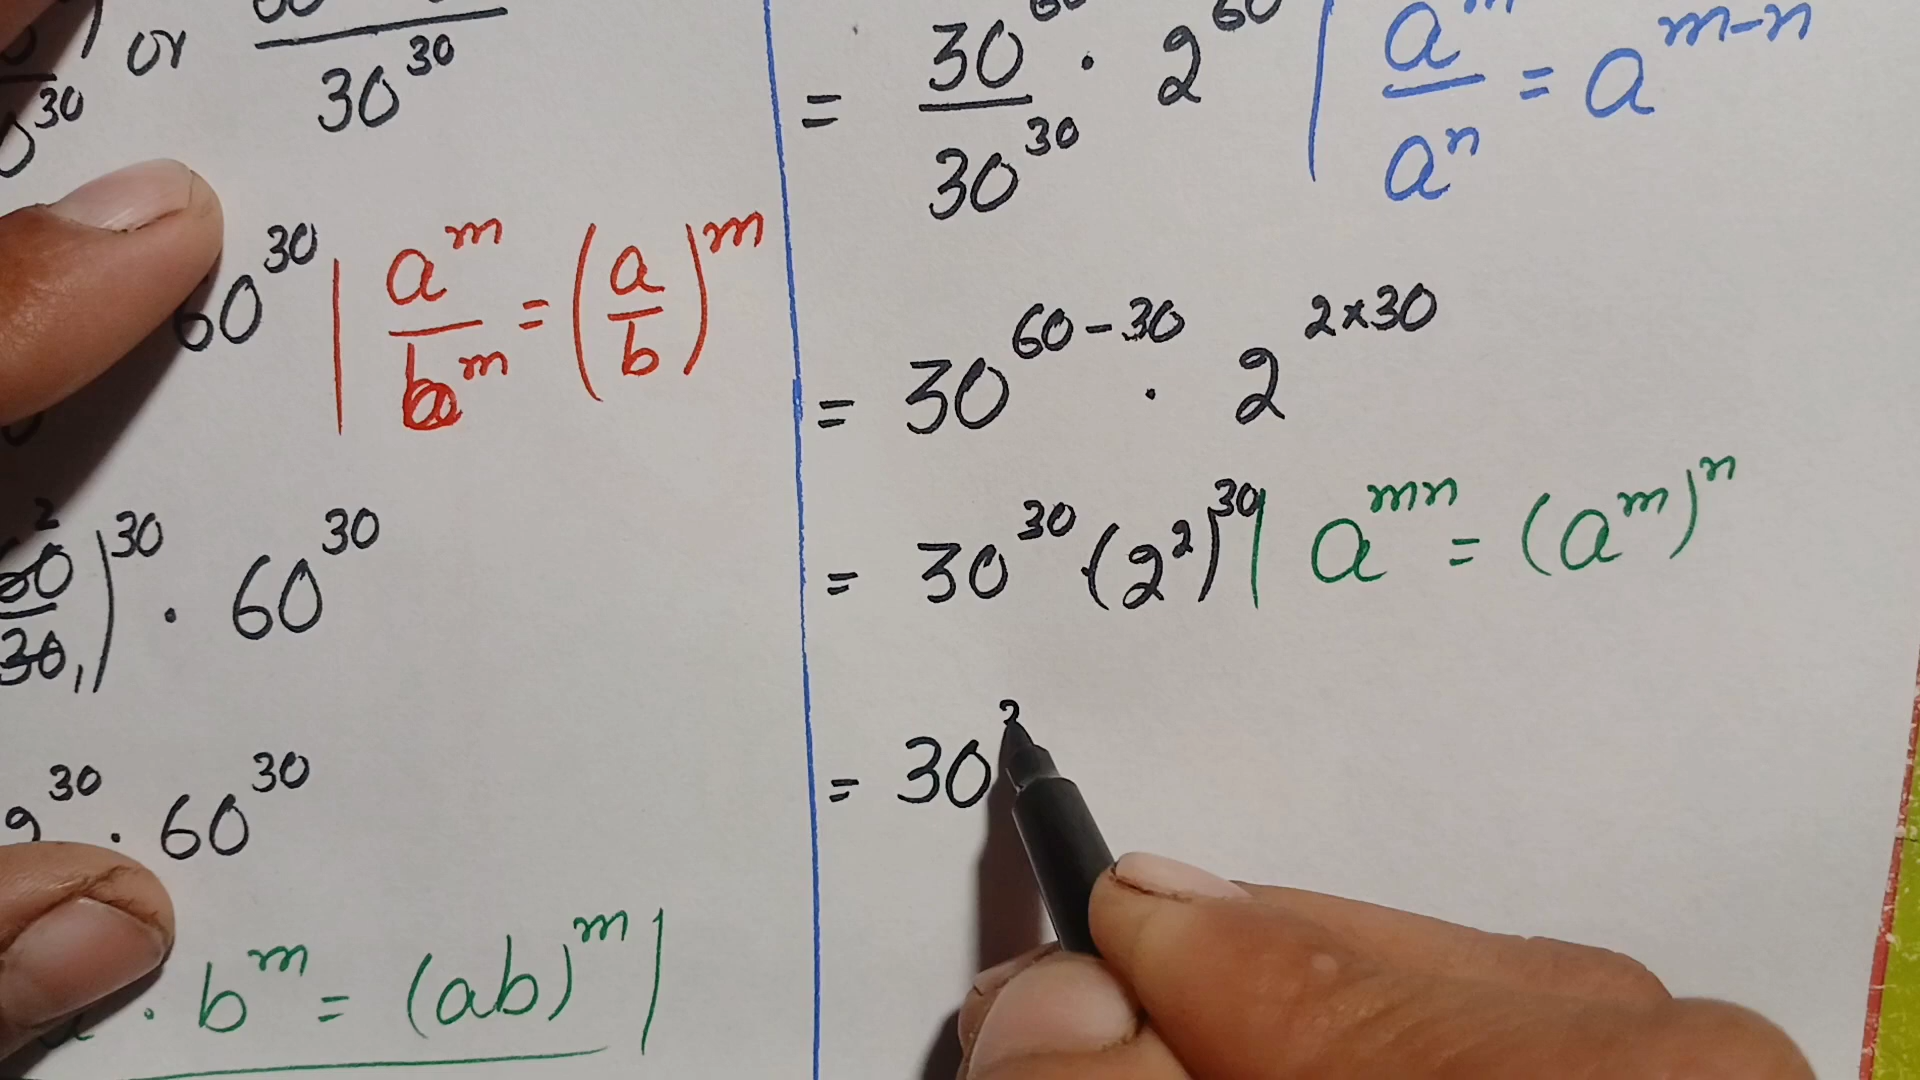 or
30^30
30^30
60^30 | a^m/b^m = (a/b)^m
(60/30)^30 · 60^30
2^30 · 60^30
a · b^m = (ab)^m |
= 30^60/30^30 · 2^60 | a^m/a^n = a^m-n
= 30^60-30 · 2^2×30
= 30^30 · (2^2)^30 | a^mn = (a^m)^n
= 30